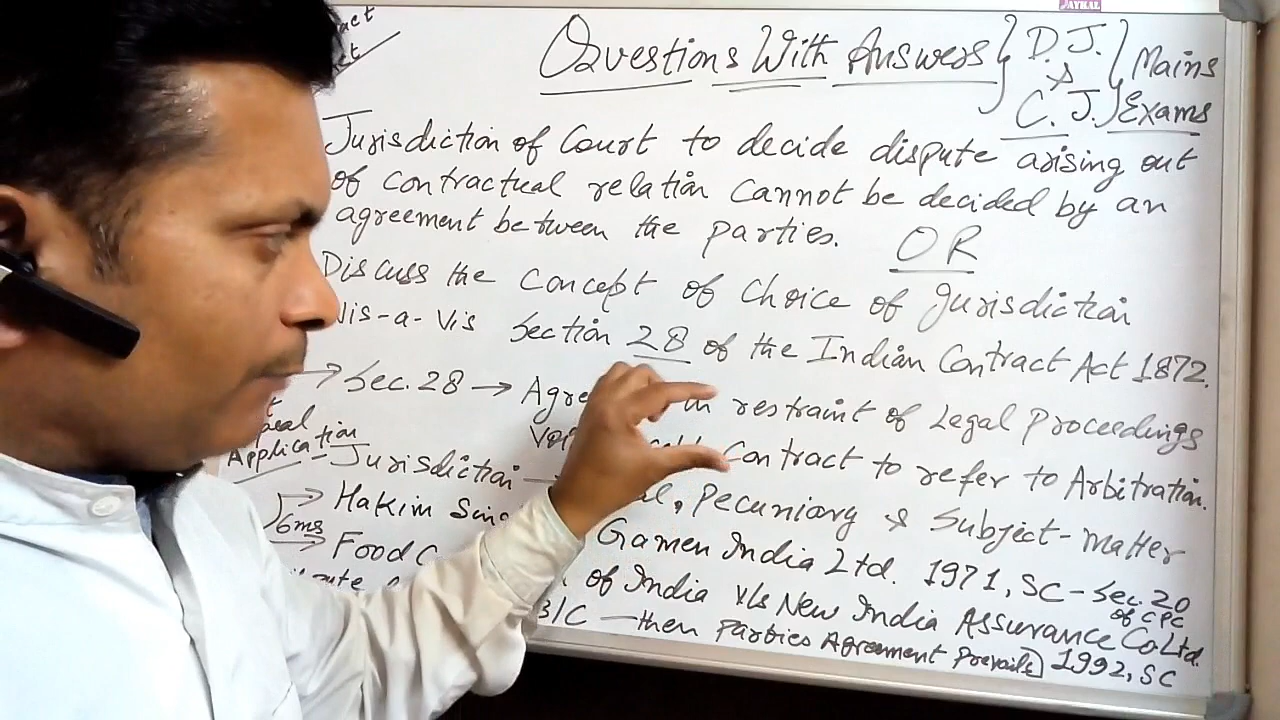 Questions With Answers { D.J. & C.J. } Mains Exams
Jurisdiction of Court to decide dispute arising out
of contractual relation cannot be decided by an
agreement between the parties. OR
Discuss the Concept of Choice of Jurisdiction
Vis-a-Vis Section 28 of the Indian Contract Act 1872.
→ Sec. 28 → in restraint of Legal Proceedings
Contract to refer to Arbitration.
Application
Jurisdiction → Pecuniary & Subject-matter
→ Hakim Gamen India Ltd. 1971, SC - Sec. 20 of CPC
6ms
→ Food of India v/s New India Assurance Co Ltd. 1992, SC
then Parties Agreement Prevails